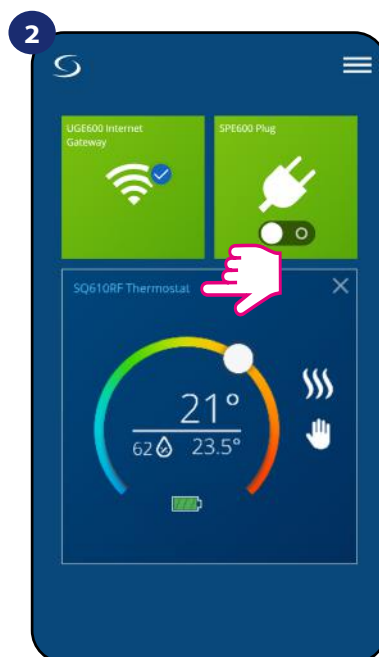 2
UGE600 Internet
Gateway
SPE600 Plug
SQ610RF Thermostat
21°
62 23.5°